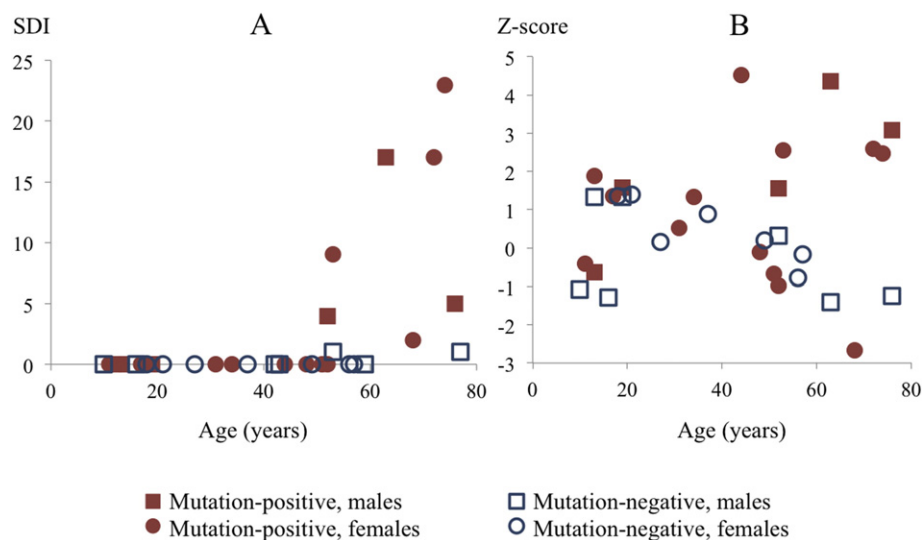 SDI A
25
20
15
10
5
0
0 20 40 60 80
Age (years)
Z-score B
5
4
3
2
1
0
-1
-2
-3
0 20 40 60 80
Age (years)
Mutation-positive, males
Mutation-positive, females
Mutation-negative, males
Mutation-negative, females